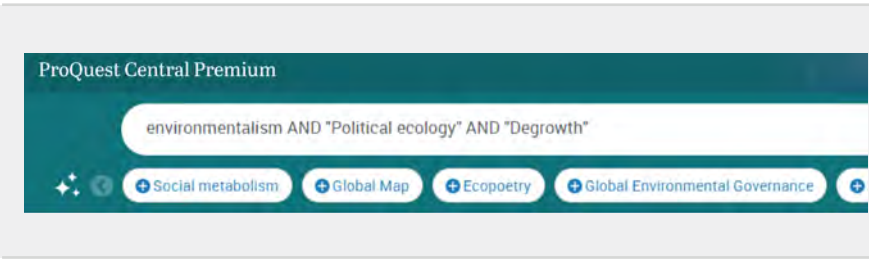 ProQuest Central Premium
environmentalism AND "Political ecology" AND "Degrowth"
Social metabolism Global Map Ecopoetry Global Environmental Governance